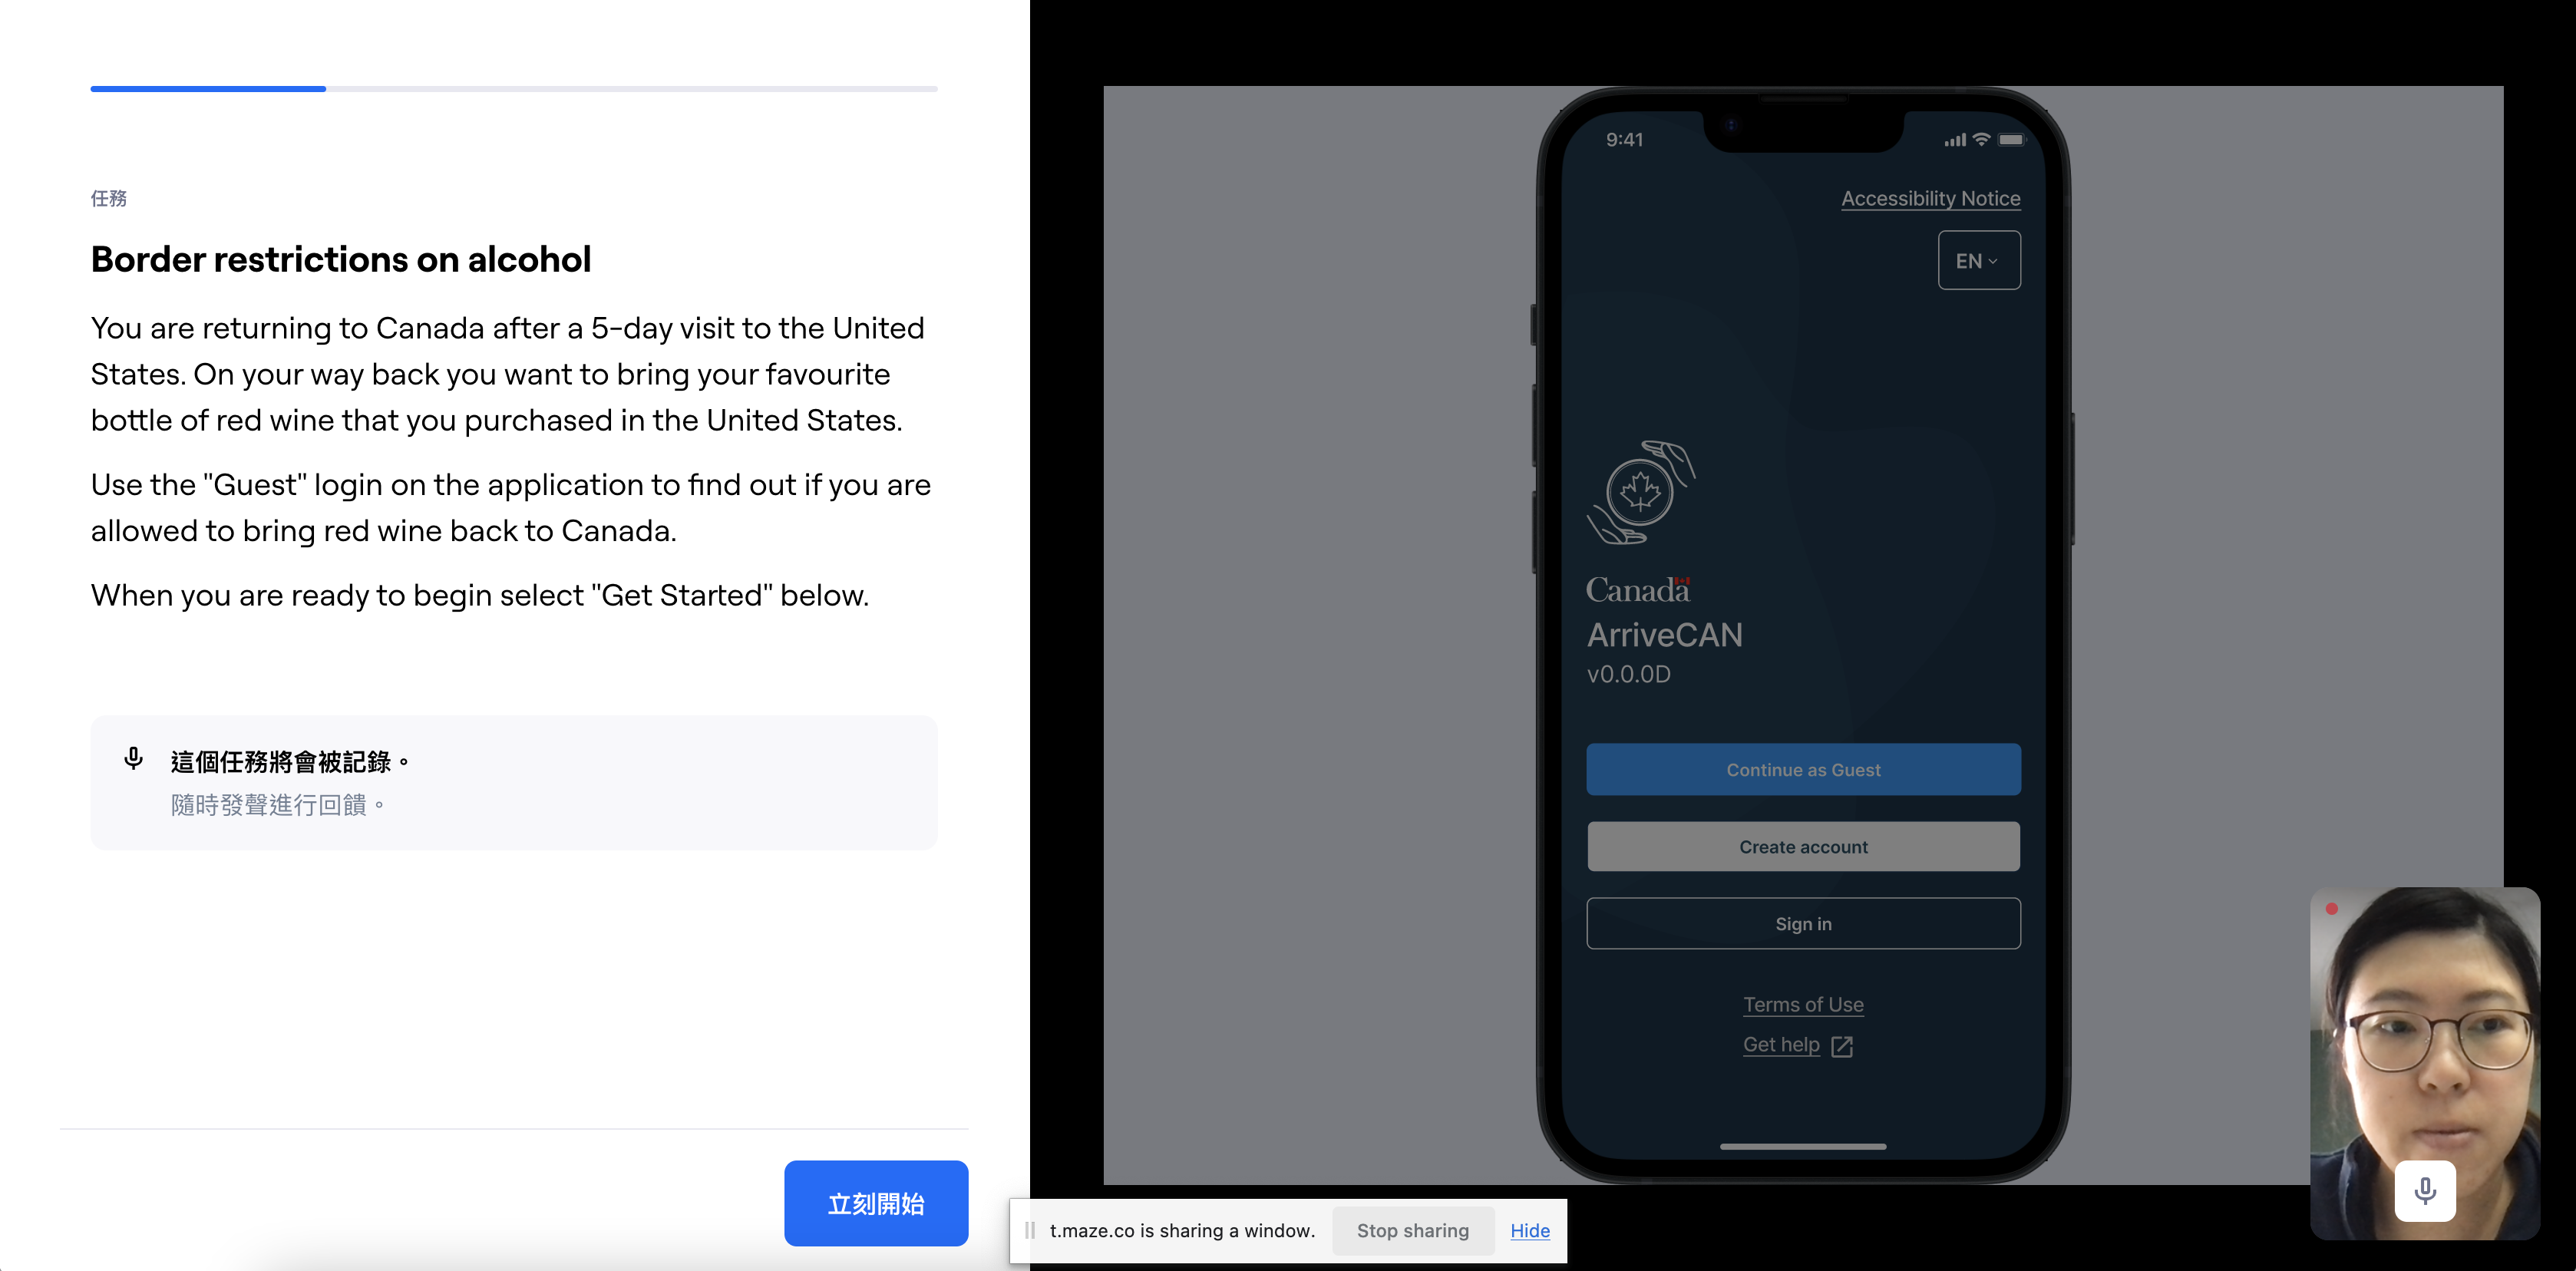 任務
Border restrictions on alcohol
You are returning to Canada after a 5-day visit to the United
States. On your way back you want to bring your favourite
bottle of red wine that you purchased in the United States.
Use the "Guest" login on the application to find out if you are
allowed to bring red wine back to Canada.
When you are ready to begin select "Get Started" below.
這個任務將會被記錄。
隨時發聲進行回饋。
立刻開始
9:41
Accessibility Notice
EN
Canada
ArriveCAN
v0.0.0D
Continue as Guest
Create account
Sign in
Terms of Use
Get help
t.maze.co is sharing a window.
Stop sharing
Hide